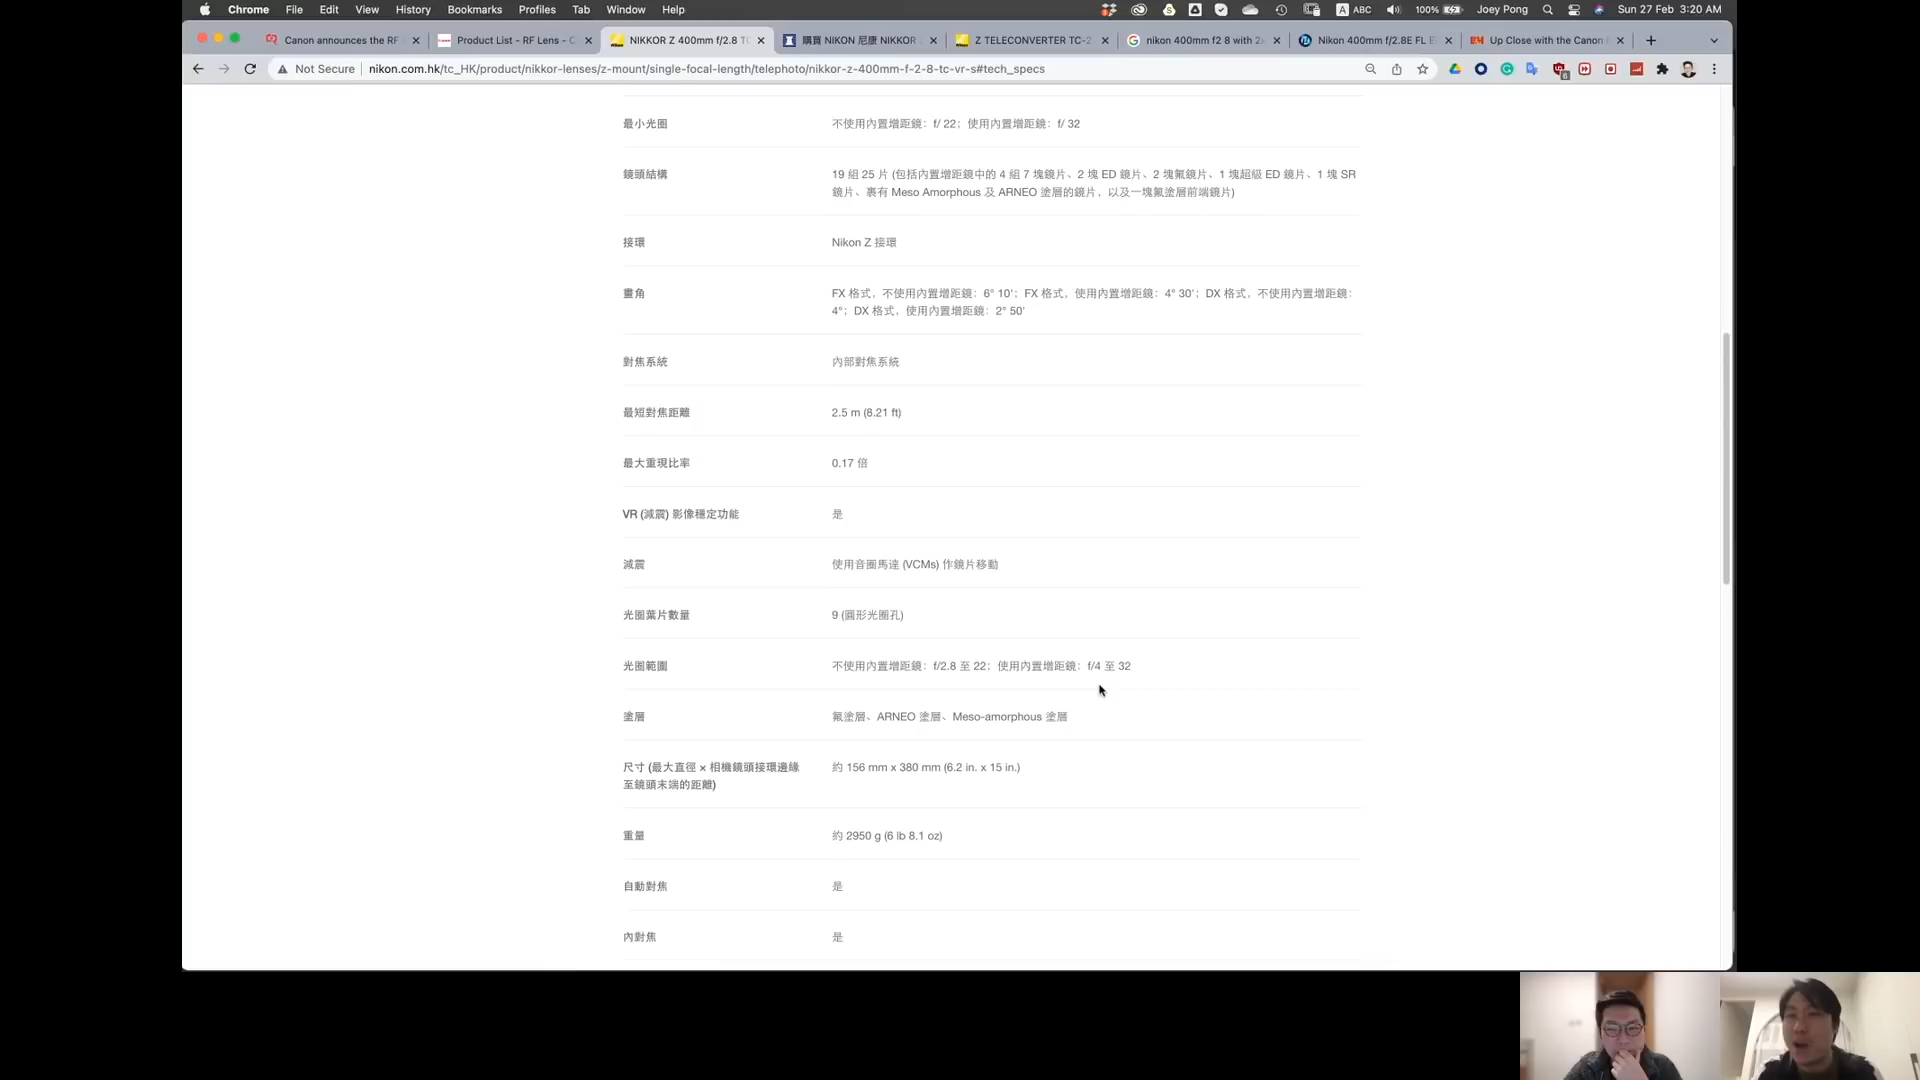 Chrome File Edit View History Bookmarks Profiles Tab Window Help ABC 100% Joey Pong Sun 27 Feb 3:20 AM
Canon announces the RF Product List - RF Lens - C NIKKOR Z 400mm f/2.8 TC 購買 NIKON 尼康 NIKKOR Z TELECONVERTER TC-2 nikon 400mm f2 8 with 2x Nikon 400mm f/2.8E FL E Up Close with the Canon
Not Secure nikon.com.hk/tc_HK/product/nikkor-lenses/z-mount/single-focal-length/telephoto/nikkor-z-400mm-f-2-8-tc-vr-s#tech_specs
最小光圈 不使用內置增距鏡：f/ 22；使用內置增距鏡：f/ 32
鏡頭結構 19 組 25 片 (包括內置增距鏡中的 4 組 7 塊鏡片、2 塊 ED 鏡片、2 塊氟鏡片、1 塊超級 ED 鏡片、1 塊 SR
鏡片、裹有 Meso Amorphous 及 ARNEO 塗層的鏡片，以及一塊氟塗層前端鏡片)
接環 Nikon Z 接環
畫角 FX 格式，不使用內置增距鏡：6° 10'；FX 格式，使用內置增距鏡：4° 30'；DX 格式，不使用內置增距鏡：
4°；DX 格式，使用內置增距鏡：2° 50'
對焦系統 內部對焦系統
最短對焦距離 2.5 m (8.21 ft)
最大重現比率 0.17 倍
VR (減震) 影像穩定功能 是
減震 使用音圈馬達 (VCMs) 作鏡片移動
光圈葉片數量 9 (圓形光圈孔)
光圈範圍 不使用內置增距鏡：f/2.8 至 22；使用內置增距鏡：f/4 至 32
塗層 氟塗層、ARNEO 塗層、Meso-amorphous 塗層
尺寸 (最大直徑 × 相機鏡頭接環邊緣 約 156 mm x 380 mm (6.2 in. x 15 in.)
至鏡頭末端的距離)
重量 約 2950 g (6 lb 8.1 oz)
自動對焦 是
內對焦 是